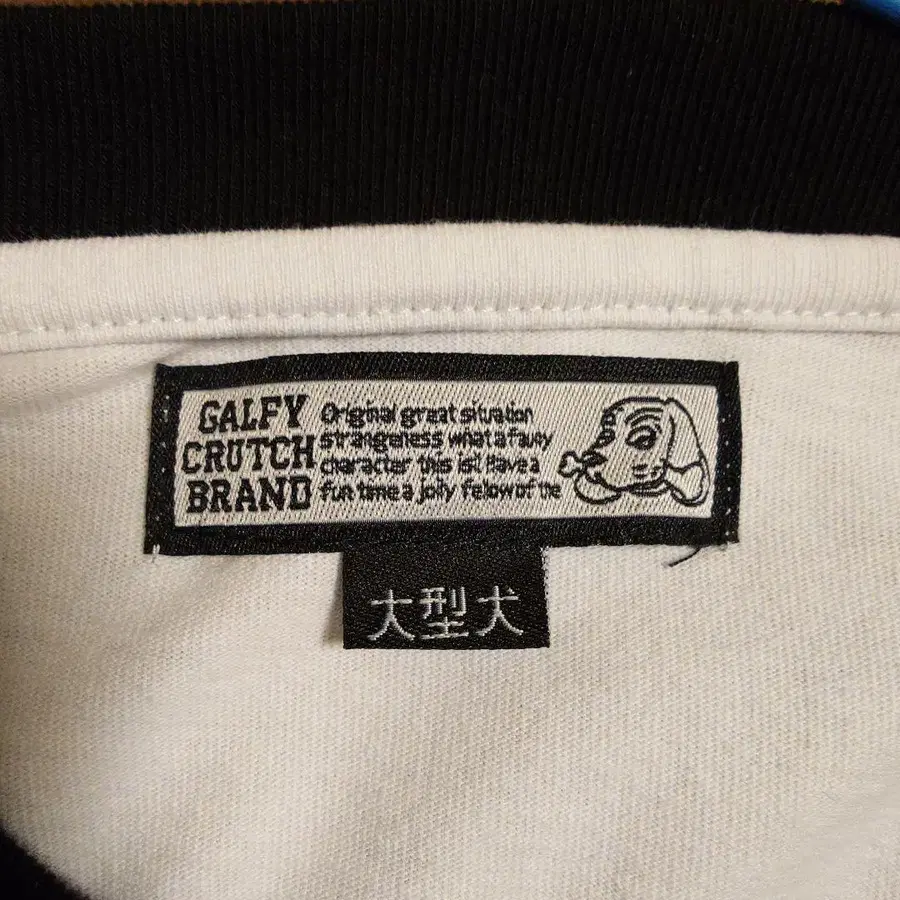 GALFY
CRUTCH
BRAND
Original great situation
strangeness what a fauvy
character this is!. Have a
fun time a jolly fellow of the
大型犬